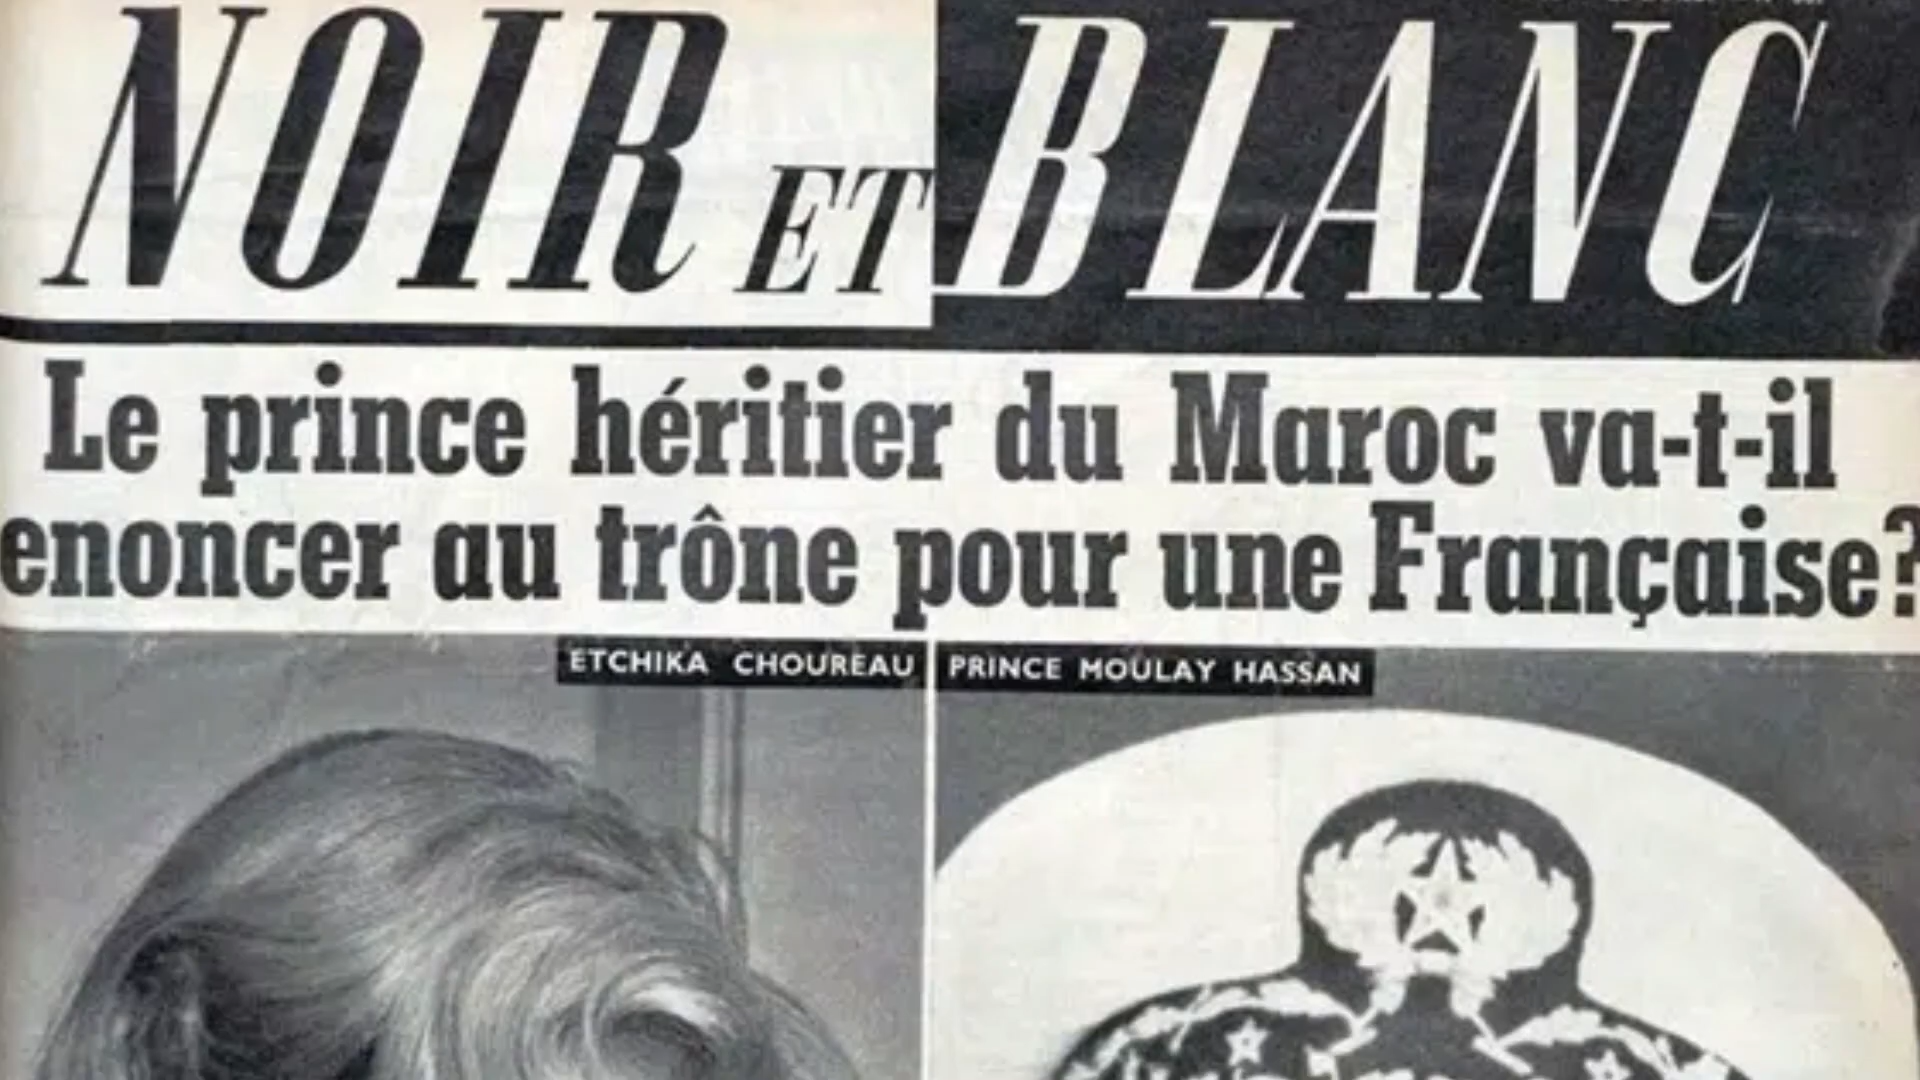 NOIR ET BLANC
Le prince héritier du Maroc va-t-il
enoncer au trône pour une Française?
ETCHIKA CHOUREAU
PRINCE MOULAY HASSAN